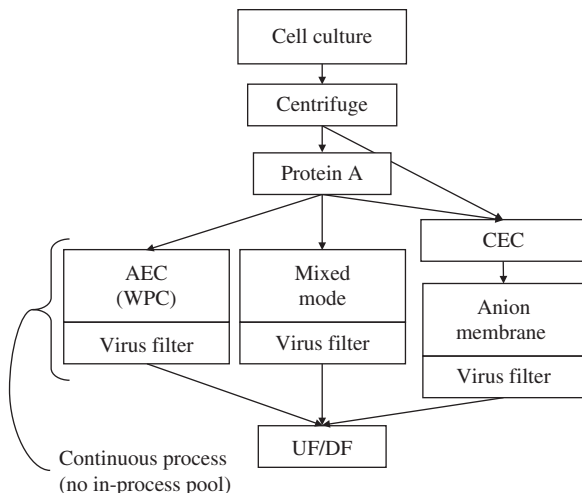 Cell culture
Centrifuge
Protein A
CEC
AEC
(WPC)
Virus filter
Mixed
mode
Virus filter
Anion
membrane
Virus filter
UF/DF
Continuous process
(no in-process pool)